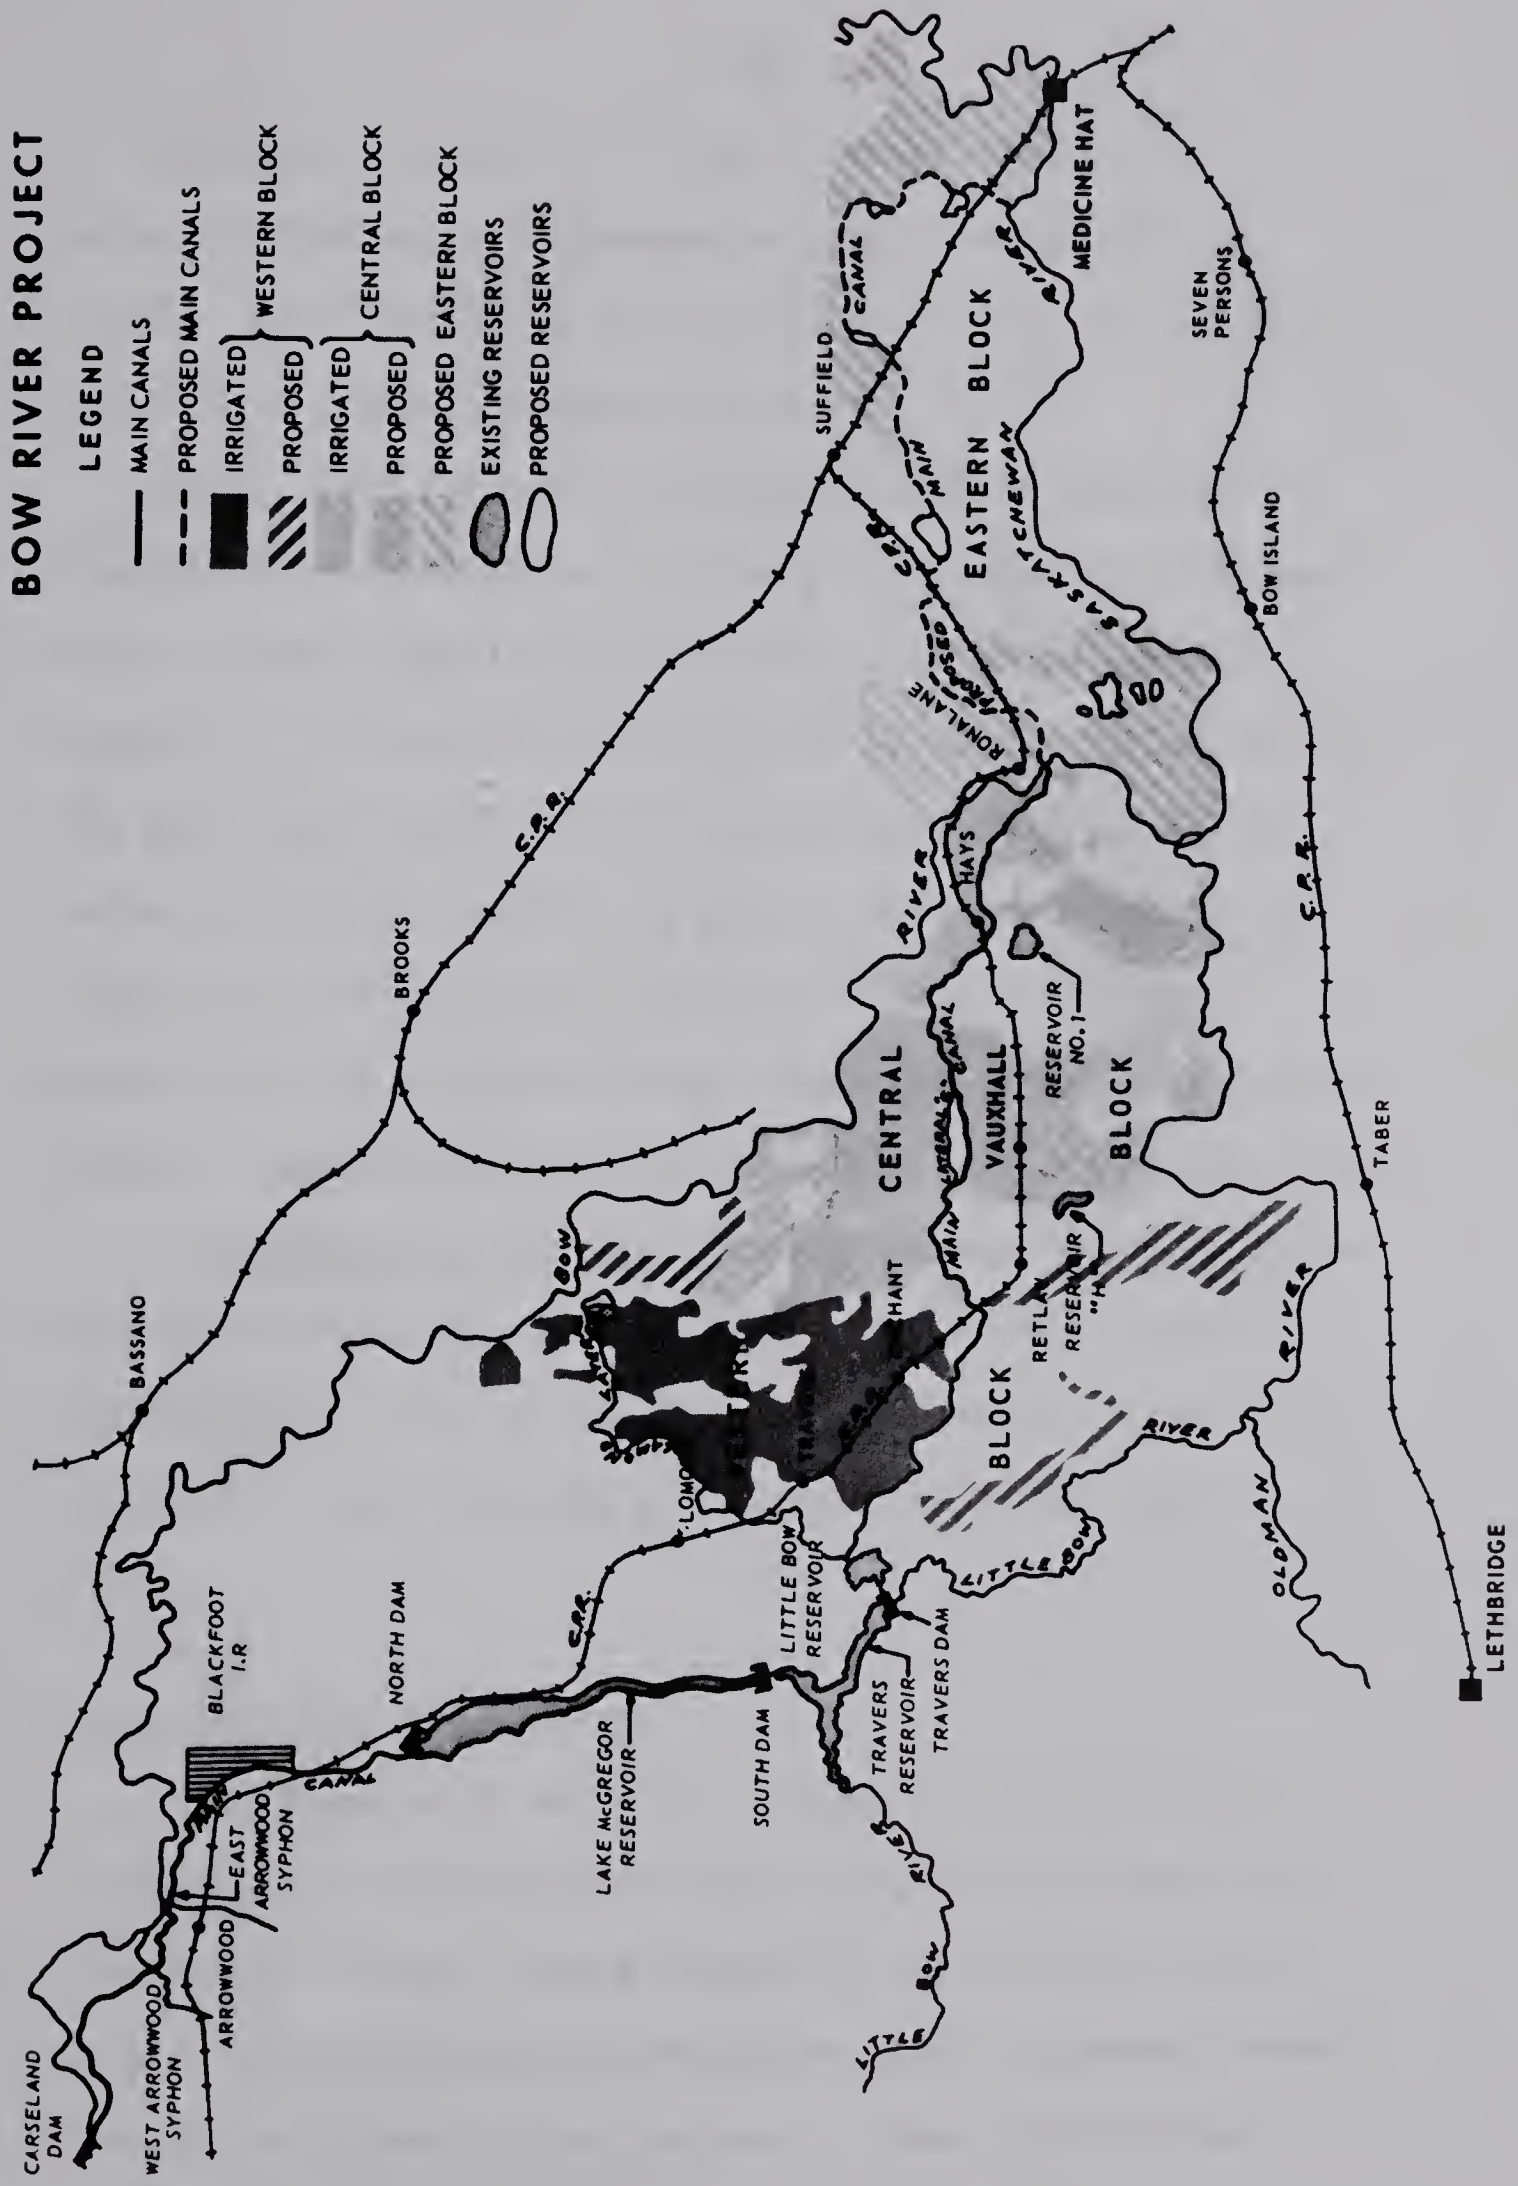 BOW RIVER PROJECT
LEGEND
MAIN CANALS
PROPOSED MAIN CANALS
IRRIGATED
PROPOSED
WESTERN BLOCK
IRRIGATED
PROPOSED
CENTRAL BLOCK
PROPOSED EASTERN BLOCK
EXISTING RESERVOIRS
PROPOSED RESERVOIRS
CARSELAND
DAM
WEST ARROWWOOD
SYPHON
ARROWWOOD
EAST
ARROWWOOD
SYPHON
BLACKFOOT
I.R
CANAL
NORTH DAM
BASSANO
BROOKS
C.P.R.
C.P.R.
LAKE McGREGOR
RESERVOIR
SOUTH DAM
LITTLE BOW
RESERVOIR
TRAVERS
RESERVOIR
TRAVERS DAM
LITTLE
BOW
RIVER
BOW
CENTRAL
BLOCK
MAIN
CANAL
VAUXHALL
RETLAW
RESERVOIR
"H"
RESERVOIR
NO. 1
BLOCK
RIVER
HAYS
RONALANE
PROPOSED
C.P.R.
MAIN
CANAL
SUFFIELD
EASTERN BLOCK
SASKATCHEWAN
RIVER
MEDICINE HAT
SEVEN
PERSONS
BOW ISLAND
C.P.R.
TABER
LITTLE
BOW
RIVER
OLDMAN
RIVER
LETHBRIDGE